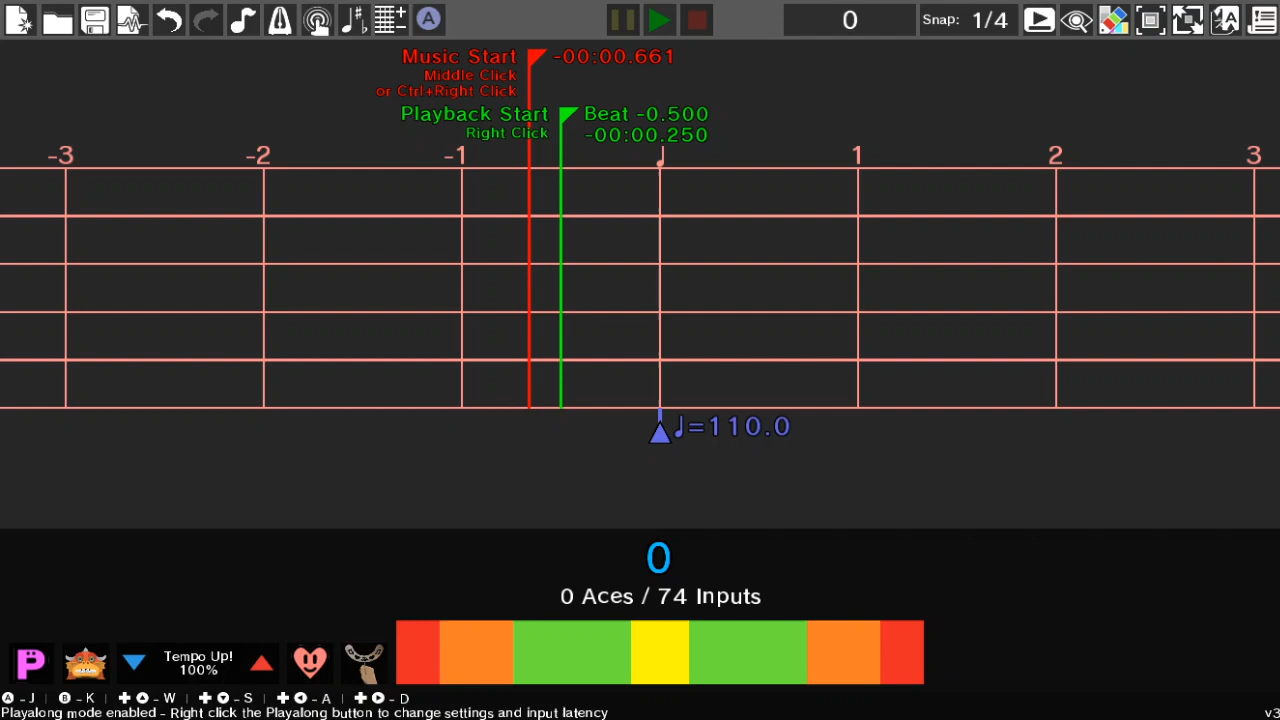 A
0
Snap: 1/4
A
Music Start
-00:00.661
Middle Click
or Ctrl+Right Click
Playback Start
Beat -0.500
Right Click
-00:00.250
-3 -2 -1 1 2 3
♩=110.0
0
0 Aces / 74 Inputs
P
Tempo Up!
100%
A - J | B - K | - W | - S | - A | - D
Playalong mode enabled - Right click the Playalong button to change settings and input latency
v3